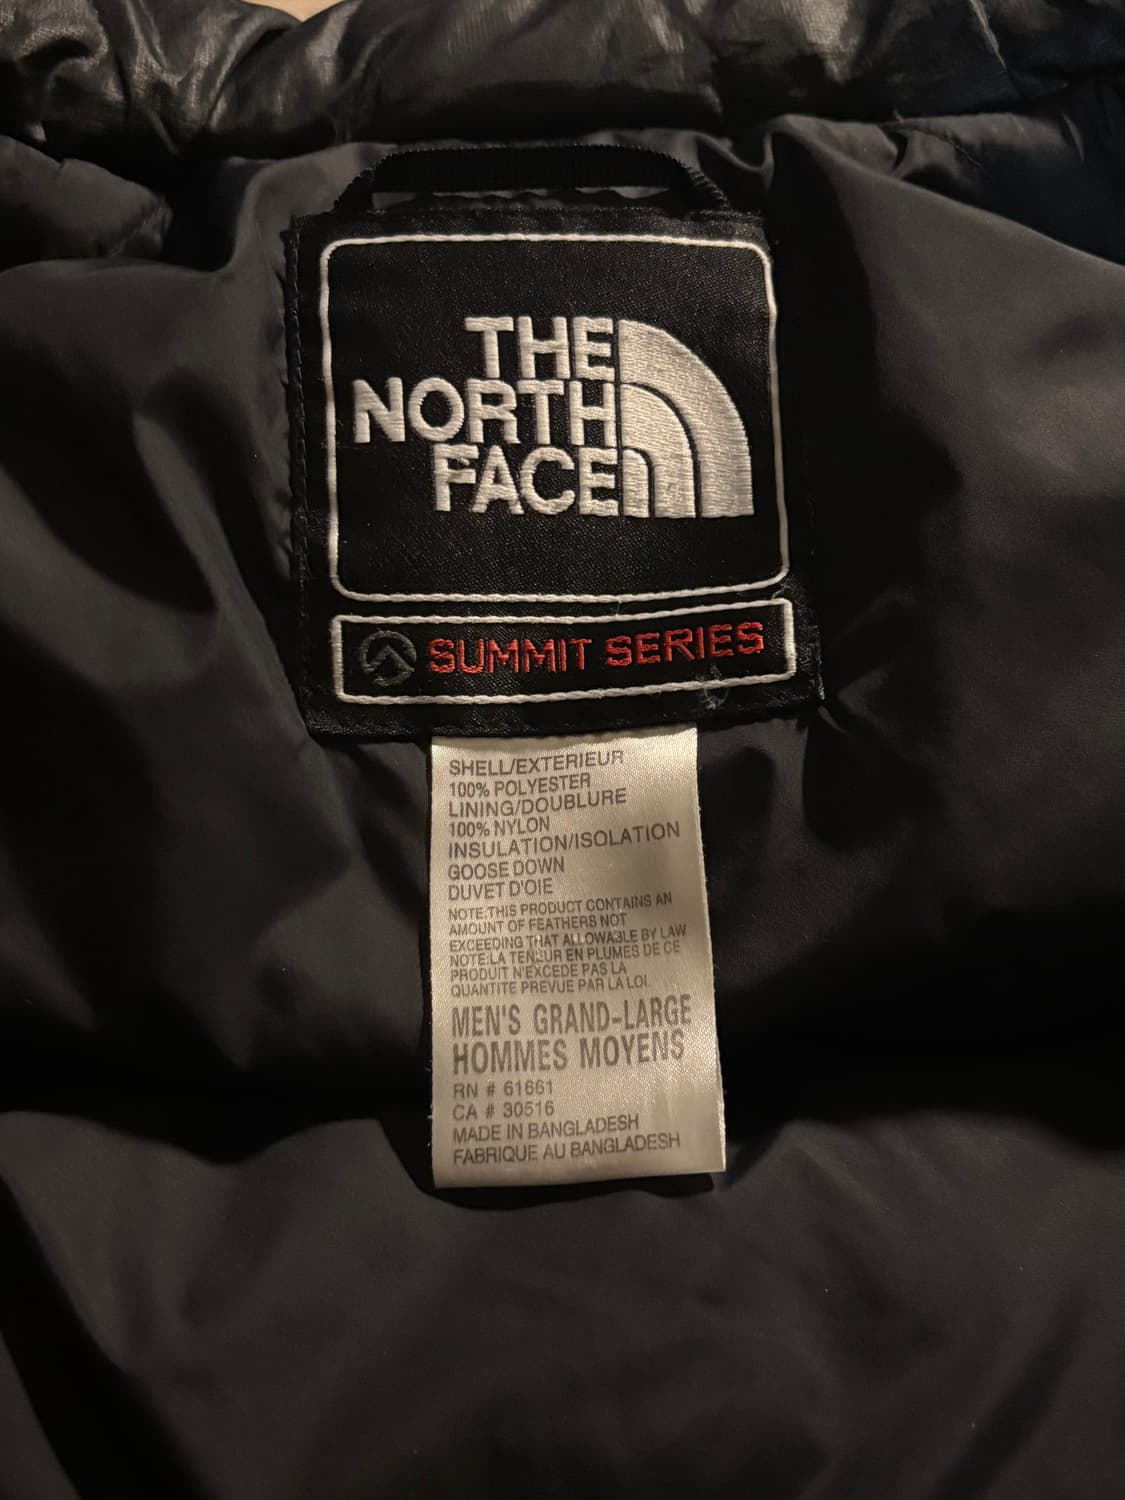 THE
NORTH
FACE
SUMMIT SERIES
SHELL/EXTERIEUR
100% POLYESTER
LINING/DOUBLURE
100% NYLON
INSULATION/ISOLATION
GOOSE DOWN
DUVET D'OIE
NOTE:THIS PRODUCT CONTAINS AN
AMOUNT OF FEATHERS NOT
EXCEEDING THAT ALLOWABLE BY LAW
NOTE:LA TENEUR EN PLUMES DE CE
PRODUIT N'EXCEDE PAS LA
QUANTITE PREVUE PAR LA LOI.
MEN'S GRAND-LARGE
HOMMES MOYENS
RN # 61661
CA # 30516
MADE IN BANGLADESH
FABRIQUE AU BANGLADESH